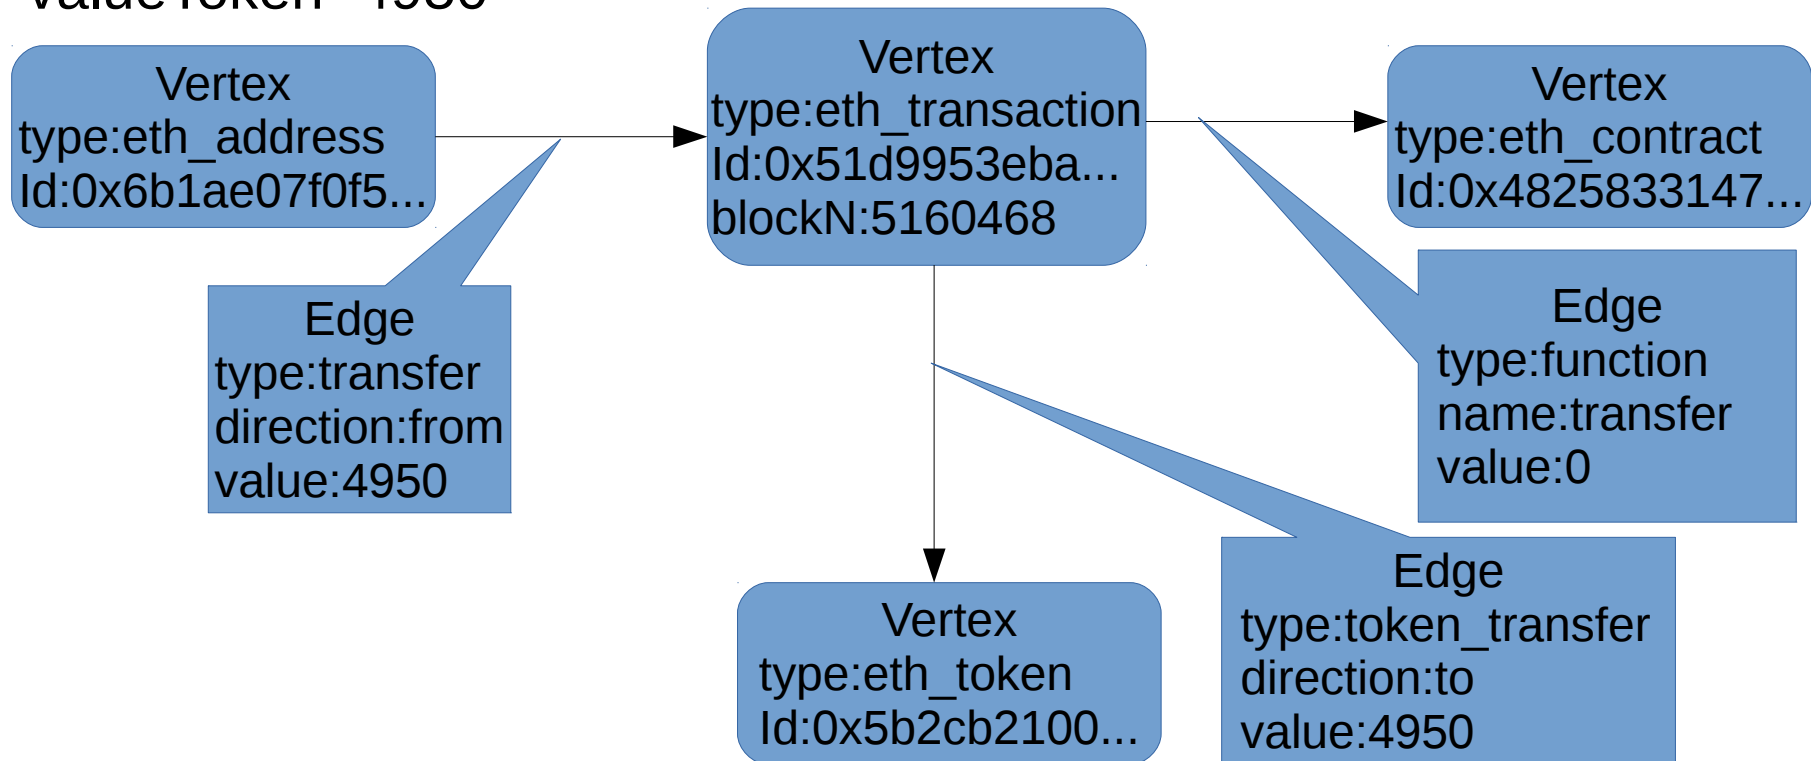 valueToken 4950
Vertex
type:eth_address
Id:0x6b1ae07f0f5...
Vertex
type:eth_transaction
Id:0x51d9953eba...
blockN:5160468
Vertex
type:eth_contract
Id:0x4825833147...
Edge
type:transfer
direction:from
value:4950
Edge
type:function
name:transfer
value:0
Edge
type:token_transfer
direction:to
value:4950
Vertex
type:eth_token
Id:0x5b2cb2100...